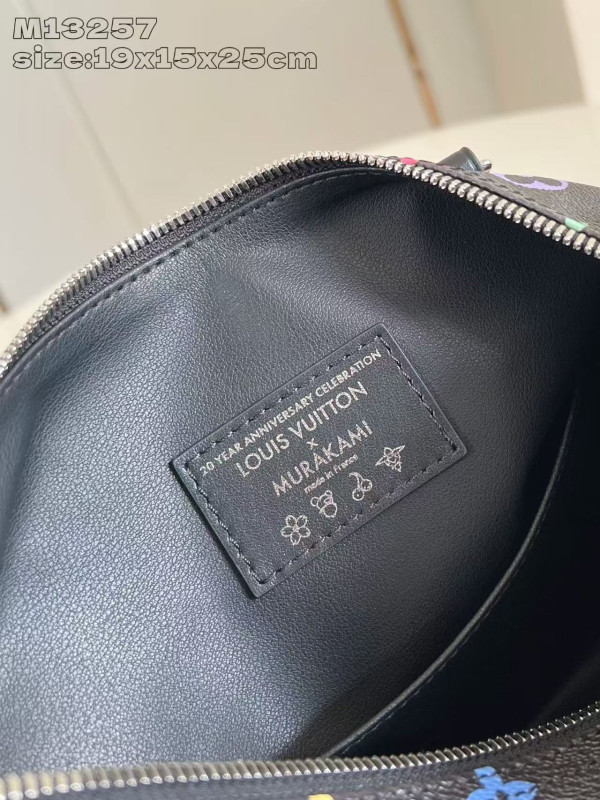 M13257
size:19x15x25cm
20 YEAR ANNIVERSARY CELEBRATION
LOUIS VUITTON
×
MURAKAMI
made in France